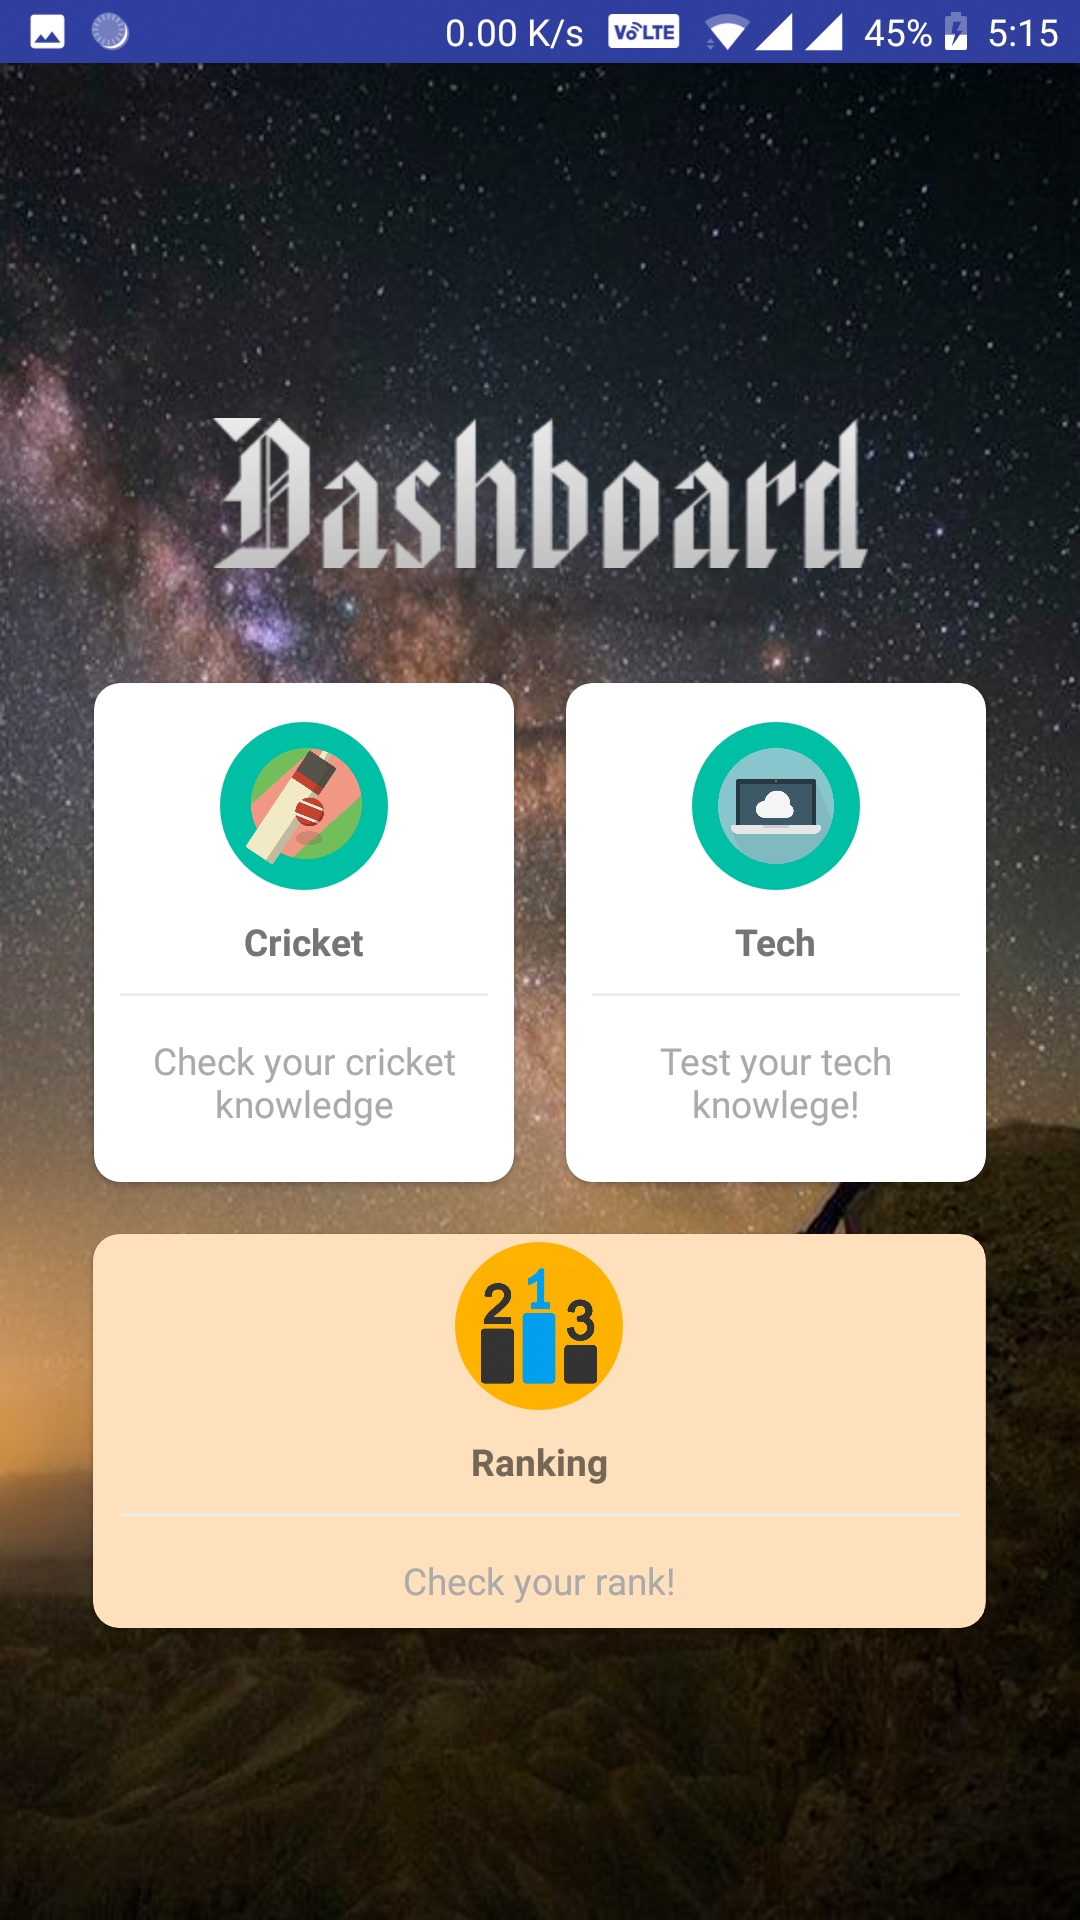 0.00 K/s VoLTE 45% 5:15
Dashboard
Cricket
Check your cricket
knowledge
Tech
Test your tech
knowlege!
2 1 3
Ranking
Check your rank!